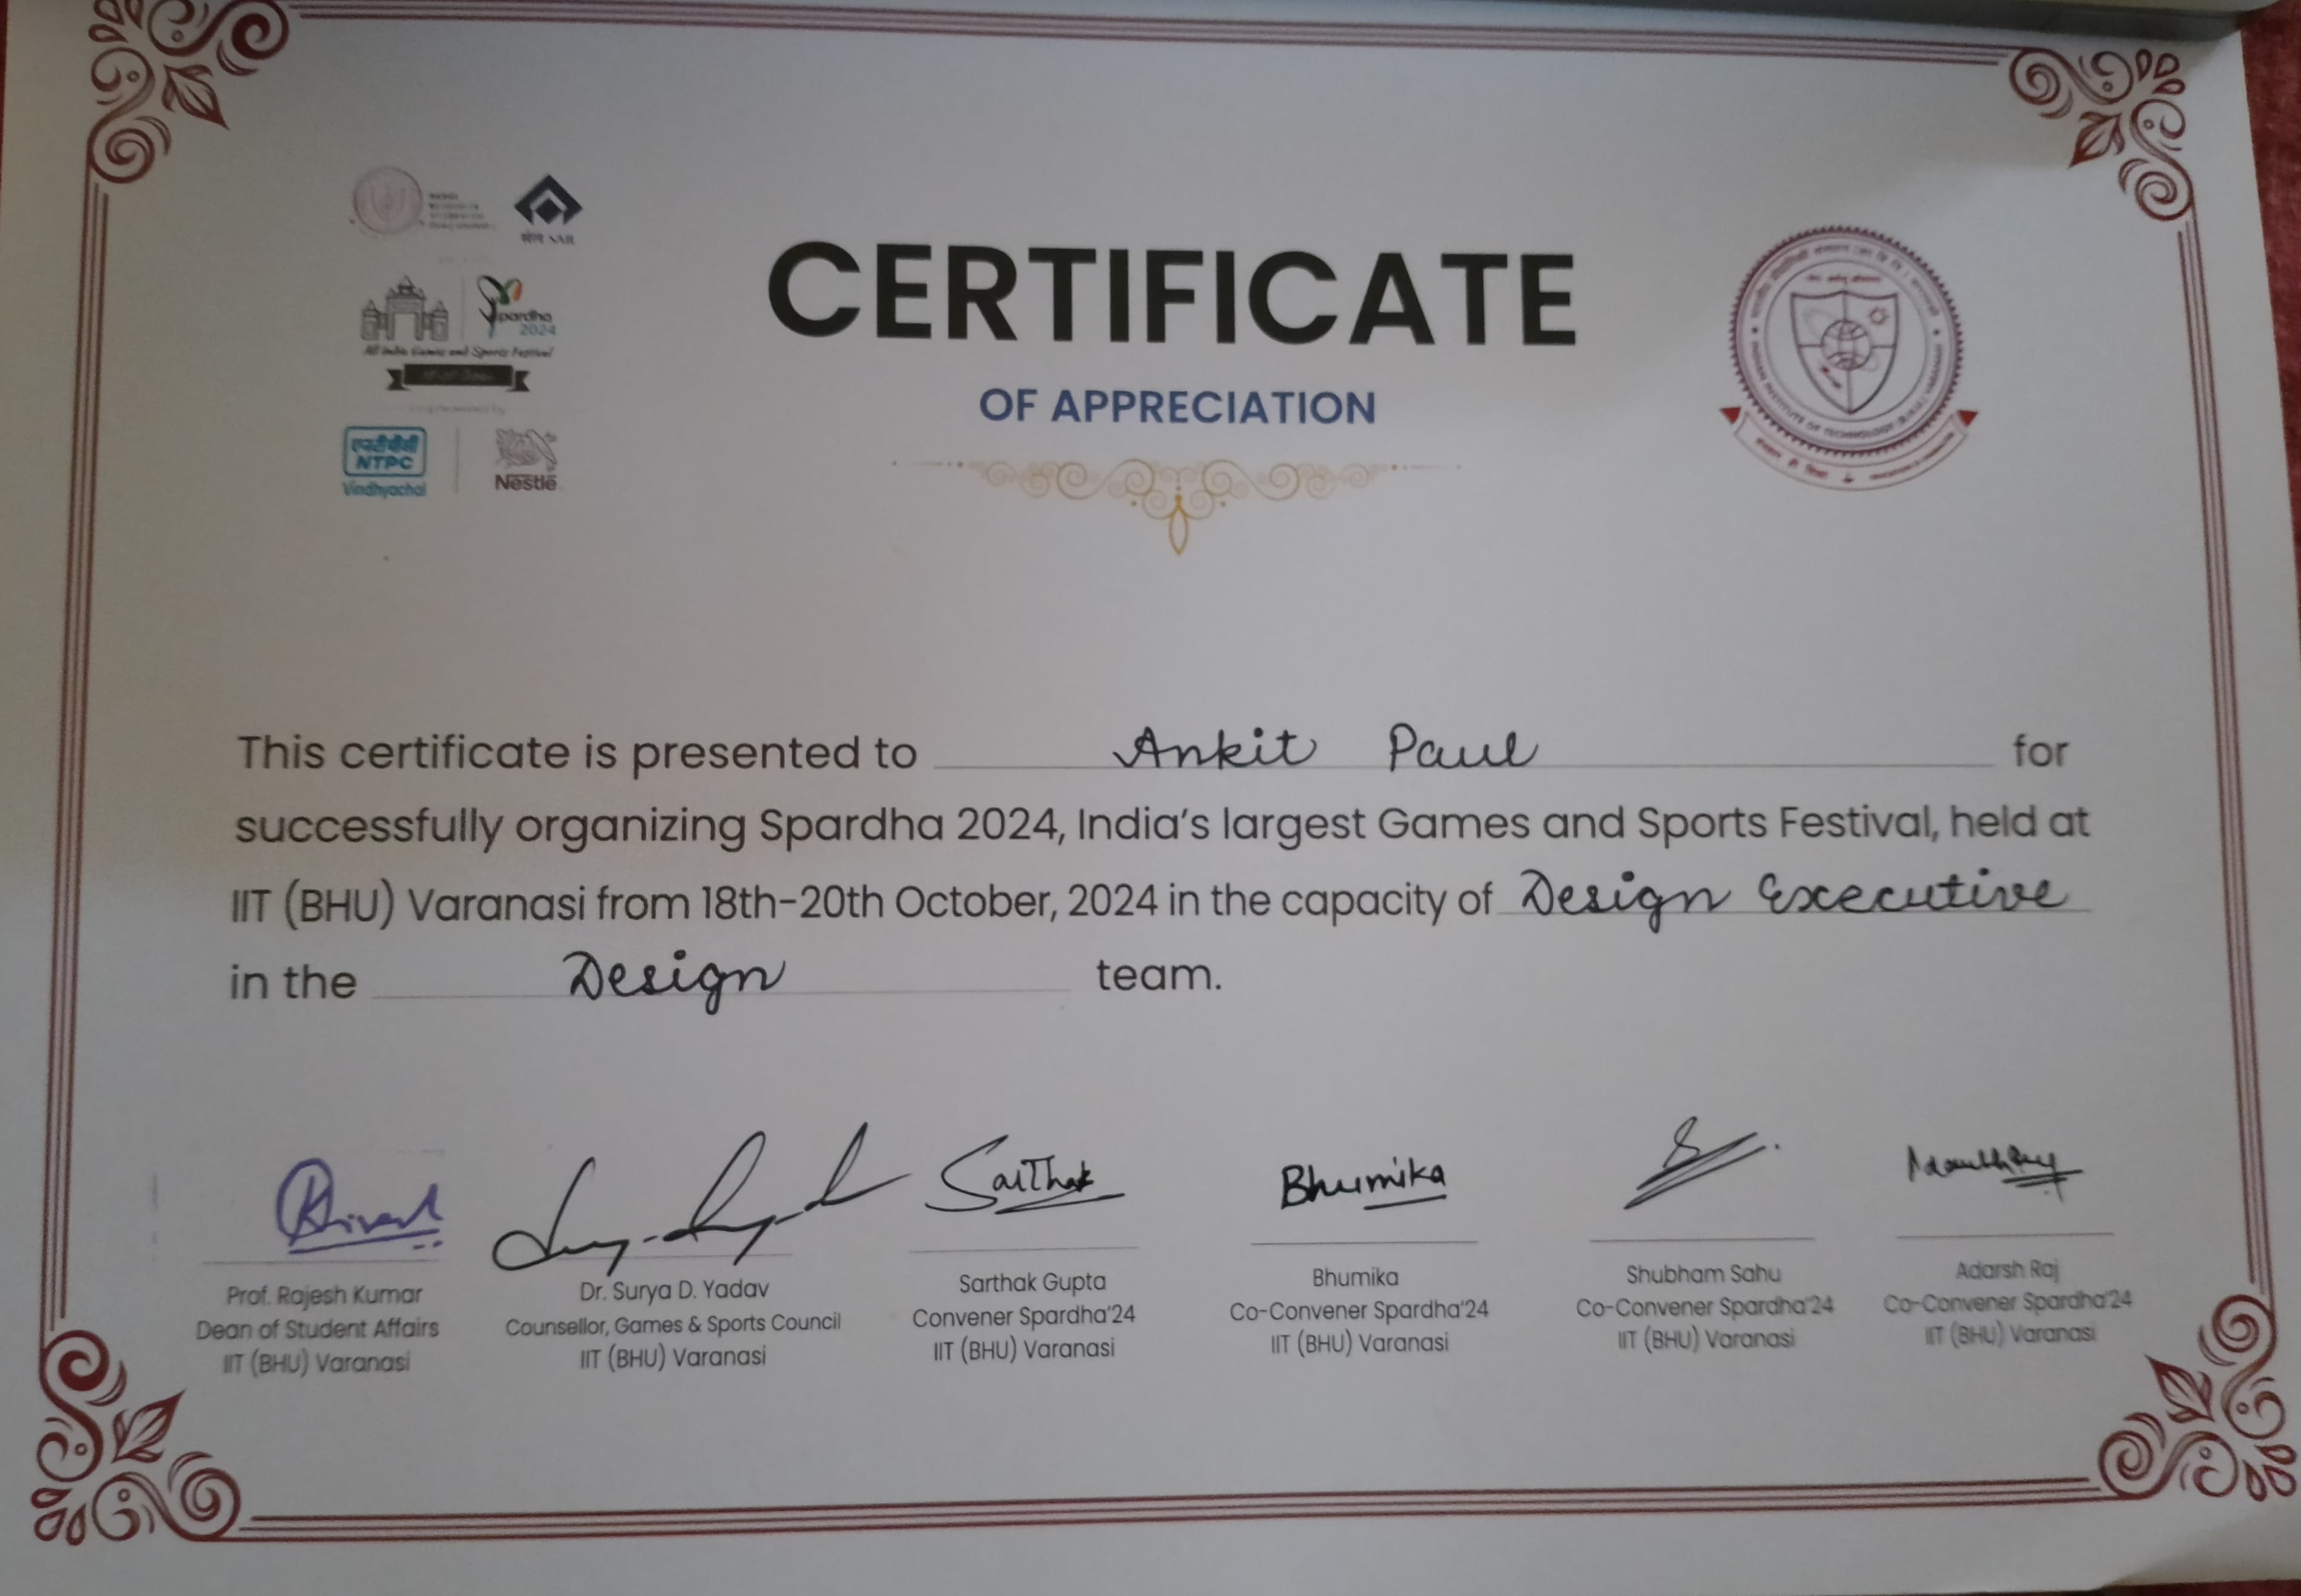 सेल SAIL
Spardha
2024
All India Games and Sports Festival
एनटीपीसी
NTPC
Vindhyachal
Nestlé
CERTIFICATE
OF APPRECIATION
INDIAN INSTITUTE OF TECHNOLOGY (B.H.U.) VARANASI
This certificate is presented to Ankit Paul for
successfully organizing Spardha 2024, India's largest Games and Sports Festival, held at
IIT (BHU) Varanasi from 18th-20th October, 2024 in the capacity of Design Executive
in the Design team.
Sarthak
Bhumika
Prof. Rajesh Kumar
Dean of Student Affairs
IIT (BHU) Varanasi
Dr. Surya D. Yadav
Counsellor, Games & Sports Council
IIT (BHU) Varanasi
Sarthak Gupta
Convener Spardha'24
IIT (BHU) Varanasi
Bhumika
Co-Convener Spardha'24
IIT (BHU) Varanasi
Shubham Sahu
Co-Convener Spardha'24
IIT (BHU) Varanasi
Adarsh Raj
Co-Convener Spardha'24
IIT (BHU) Varanasi